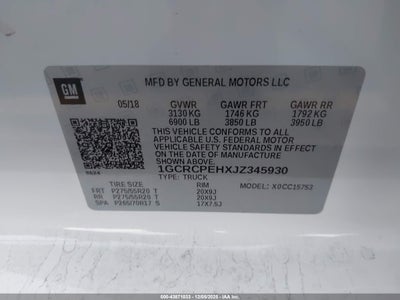 GM
MFD BY GENERAL MOTORS LLC
05/18 GVWR GAWR FRT GAWR RR
3130 KG 1746 KG 1792 KG
6900 LB 3850 LB 3950 LB
THIS VEHICLE CONFORMS TO ALL
APPLICABLE U.S. FEDERAL MOTOR
VEHICLE SAFETY STANDARDS IN
EFFECT ON THE DATE OF MANUFACTURE
SHOWN ABOVE.
1GCRCPEHXJZ345930
TYPE: TRUCK MODEL: X0CC15753
TIRE SIZE RIM
FRT P275/55R20 T 20X9J
RR P275/55R20 T 20X9J
SPA P265/70R17 S 17X7.5J